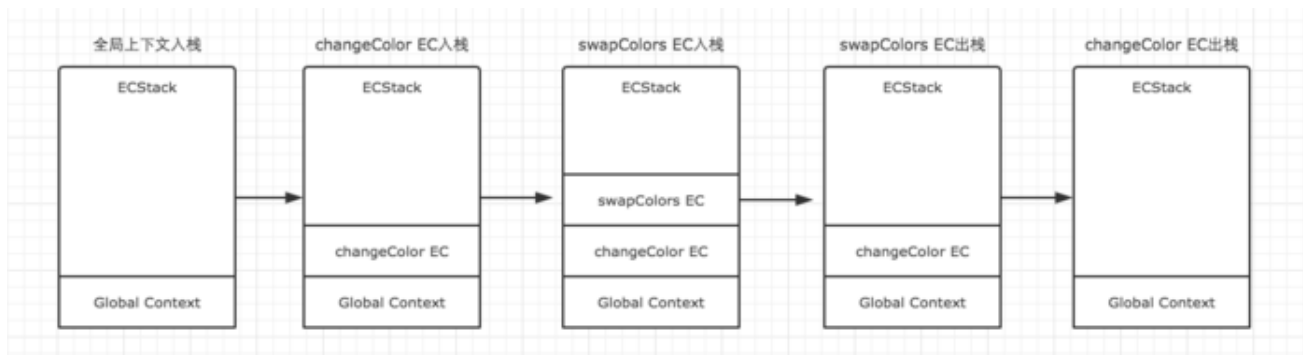 全局上下文入栈
changeColor EC入栈
swapColors EC入栈
swapColors EC出栈
changeColor EC出栈
ECStack
ECStack
ECStack
ECStack
ECStack
swapColors EC
changeColor EC
changeColor EC
changeColor EC
Global Context
Global Context
Global Context
Global Context
Global Context